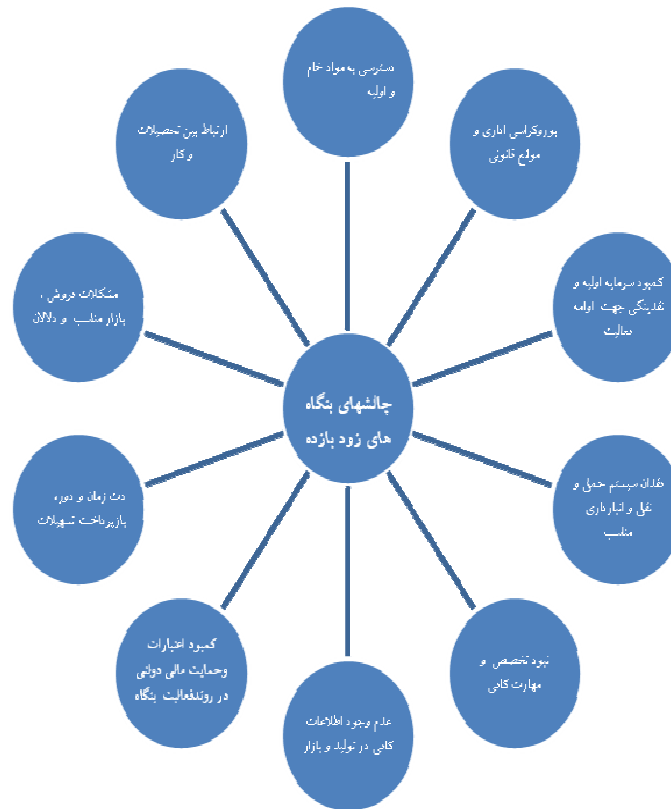 دسترسی به مواد خام
و اولیه
بوروکراسی اداری و
موانع قانونی
کمبود سرمایه اولیه و
نقدینگی جهت ادامه
فعالیت
فقدان سیستم حمل و
نقل و انبارداری
مناسب
نبود تخصص و
مهارت کافی
عدم وجود اطلاعات
کافی در تولید و بازار
کمبود اعتبارات
وحمایت مالی دولتی
در روندفعالیت بنگاه
زمان و دوره
بازپرداخت تسهیلات
مشکلات فروش ،
بازار مناسب و دلالان
ارتباط بین تحصیلات
و کار
چالشهای بنگاه
های زود بازده